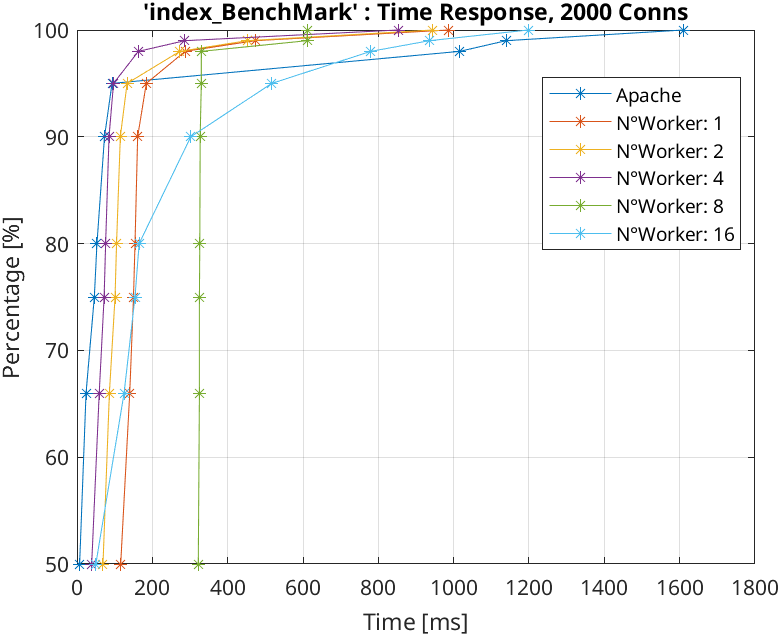 'index_BenchMark' : Time Response, 2000 Conns
Percentage [%]
100
90
80
70
60
50
Apache
N°Worker: 1
N°Worker: 2
N°Worker: 4
N°Worker: 8
N°Worker: 16
0 200 400 600 800 1000 1200 1400 1600 1800
Time [ms]